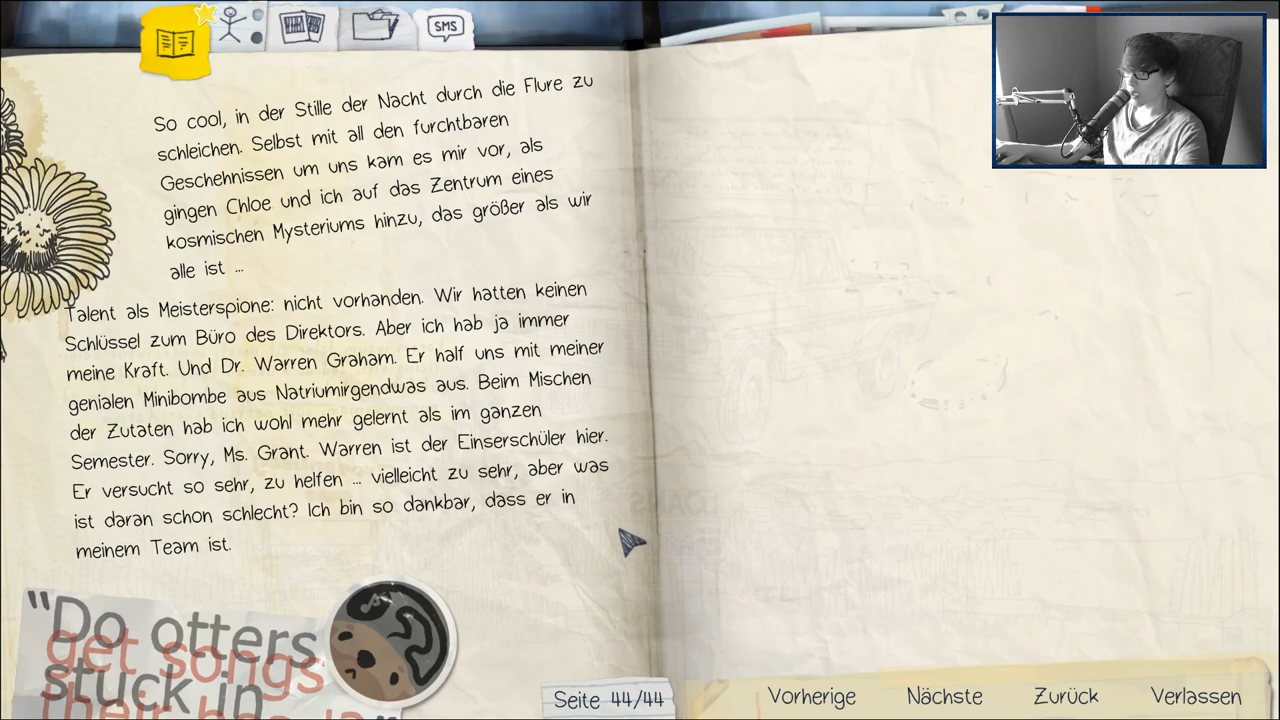 SMS
So cool, in der Stille der Nacht durch die Flure zu
schleichen. Selbst mit all den furchtbaren
Geschehnissen um uns kam es mir vor, als
gingen Chloe und ich auf das Zentrum eines
kosmischen Mysteriums hinzu, das größer als wir
alle ist ...
Talent als Meisterspione: nicht vorhanden. Wir hatten keinen
Schlüssel zum Büro des Direktors. Aber ich hab ja immer
meine Kraft. Und Dr. Warren Graham. Er half uns mit meiner
genialen Minibombe aus Natriumirgendwas aus. Beim Mischen
der Zutaten hab ich wohl mehr gelernt als im ganzen
Semester. Sorry, Ms. Grant. Warren ist der Einserschüler hier.
Er versucht so sehr, zu helfen ... vielleicht zu sehr, aber was
ist daran schon schlecht? Ich bin so dankbar, dass er in
meinem Team ist.
"Do otters
get songs
stuck in
their head?"
Seite 44/44
Vorherige
Nächste
Zurück
Verlassen